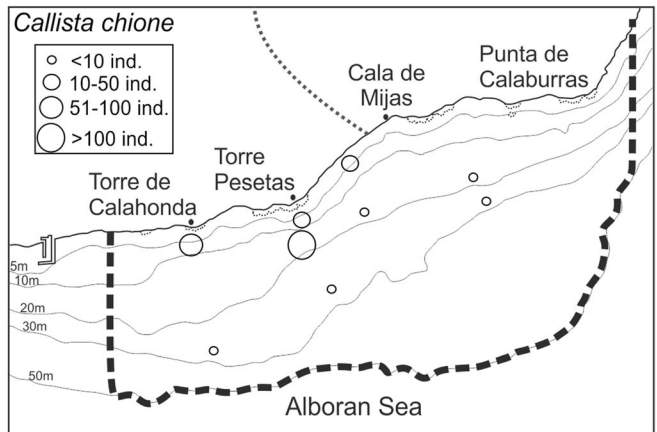 Callista chione
<10 ind.
10-50 ind.
51-100 ind.
>100 ind.
Punta de
Calaburras
Cala de
Mijas
Torre
Pesetas
Torre de
Calahonda
5m
10m
20m
30m
50m
Alboran Sea